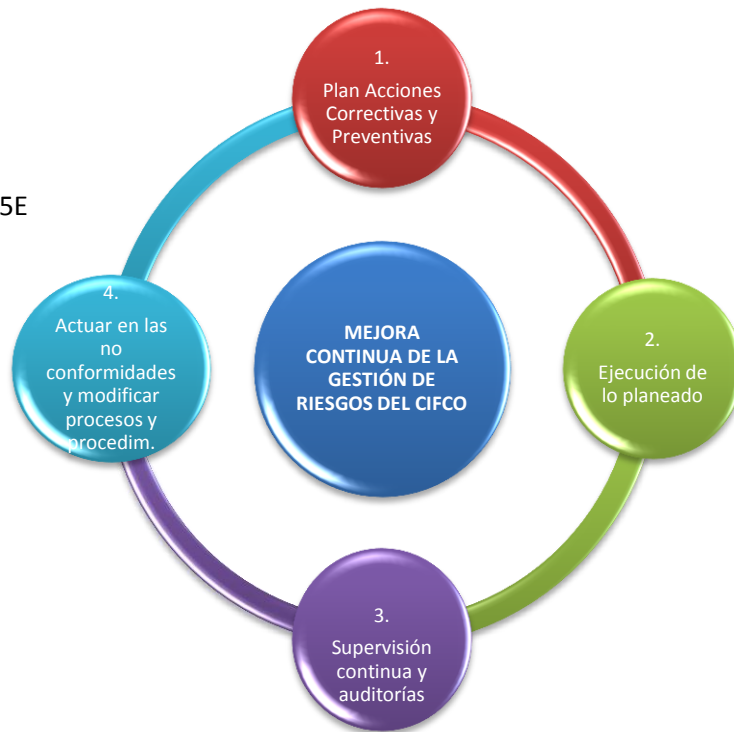 1.
Plan Acciones
Correctivas y
Preventivas
5E
4.
Actuar en las
no
conformidades
y modificar
procesos y
procedim.
MEJORA
CONTINUA DE LA
GESTIÓN DE
RIESGOS DEL CIFCO
2.
Ejecución de
lo planeado
3.
Supervisión
continua y
auditorías